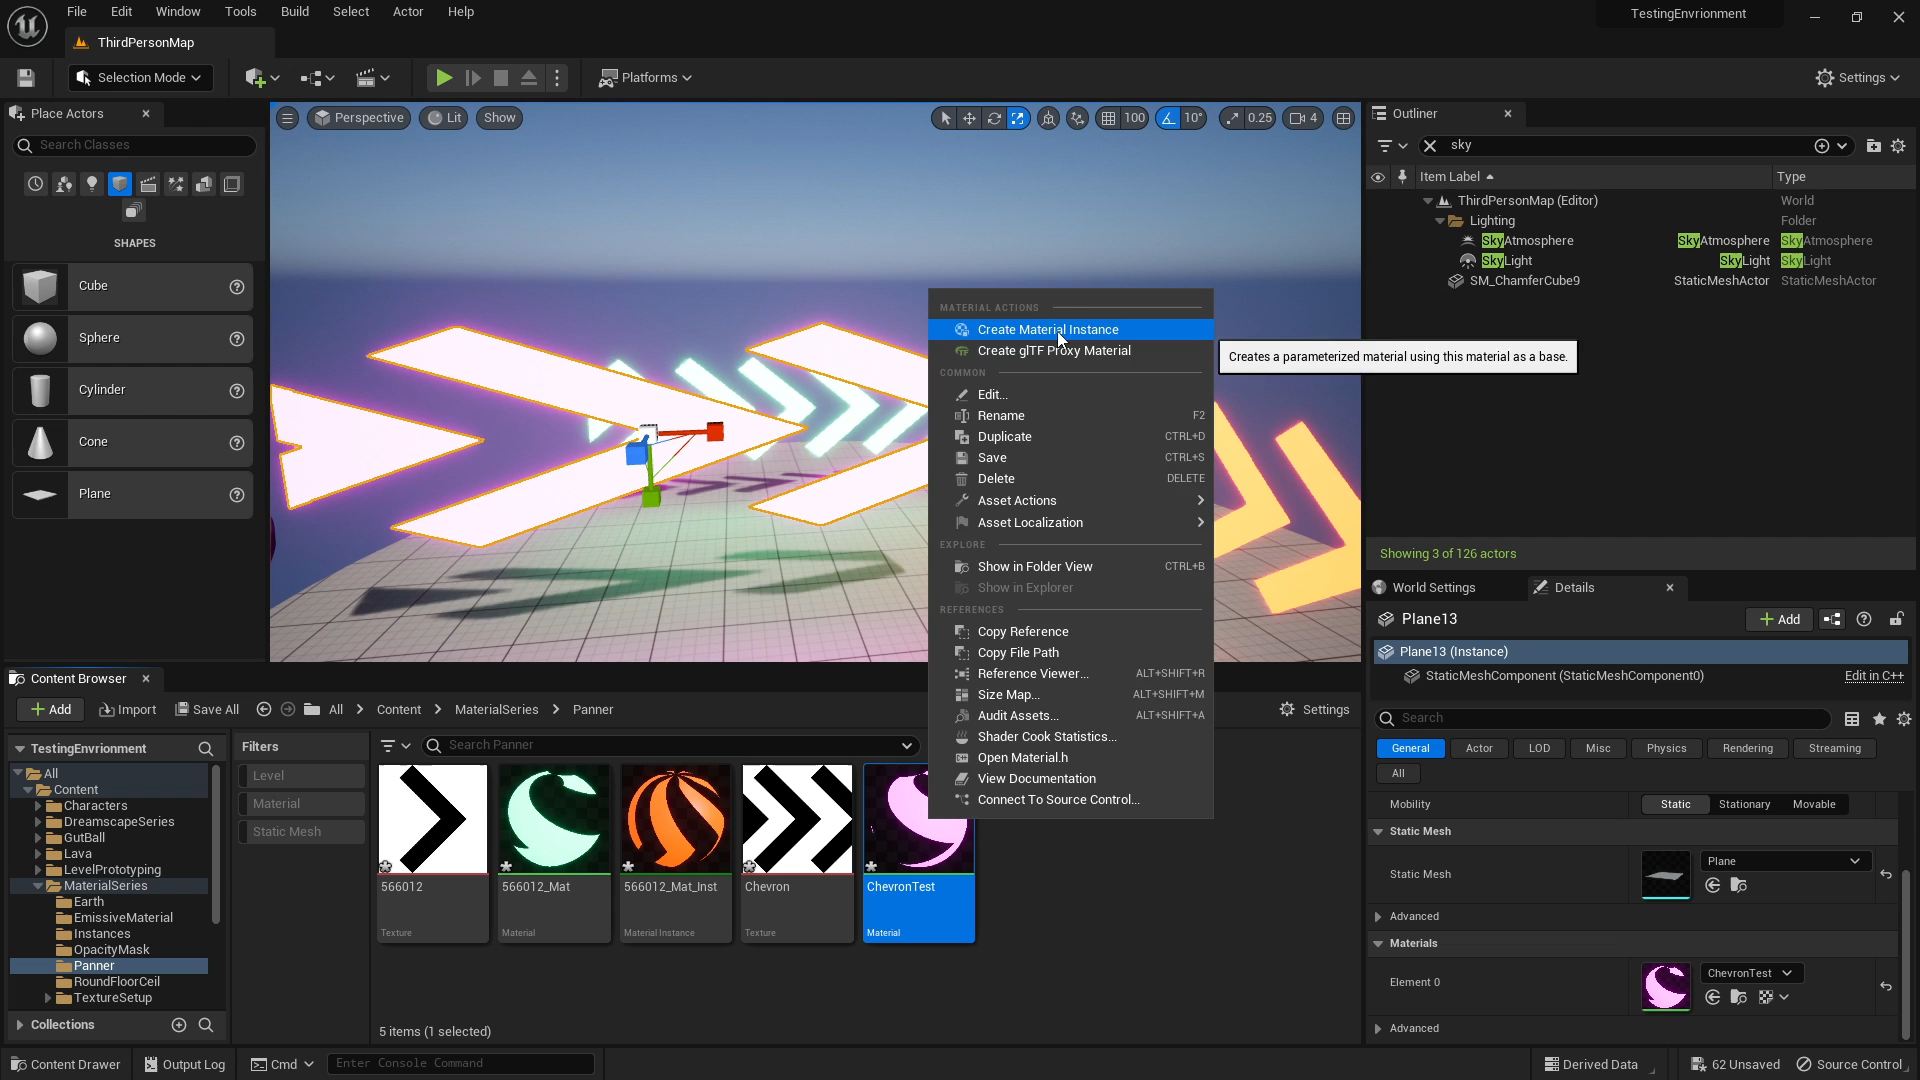 File Edit Window Tools Build Select Actor Help
TestingEnvrionment
ThirdPersonMap
Selection Mode
Platforms
Settings
Place Actors
Search Classes
SHAPES
Cube
Sphere
Cylinder
Cone
Plane
Perspective Lit Show
100 10° 0.25 4
MATERIAL ACTIONS
Create Material Instance
Create glTF Proxy Material
Creates a parameterized material using this material as a base.
COMMON
Edit...
Rename F2
Duplicate CTRL+D
Save CTRL+S
Delete DELETE
Asset Actions
Asset Localization
EXPLORE
Show in Folder View CTRL+B
Show in Explorer
REFERENCES
Copy Reference
Copy File Path
Reference Viewer... ALT+SHIFT+R
Size Map... ALT+SHIFT+M
Audit Assets... ALT+SHIFT+A
Shader Cook Statistics...
Open Material.h
View Documentation
Connect To Source Control...
Outliner
sky
Item Label Type
ThirdPersonMap (Editor) World
Lighting Folder
SkyAtmosphere SkyAtmosphere SkyAtmosphere
SkyLight SkyLight SkyLight
SM_ChamferCube9 StaticMeshActor StaticMeshActor
Showing 3 of 126 actors
World Settings Details
Plane13 Add
Plane13 (Instance)
StaticMeshComponent (StaticMeshComponent0) Edit in C++
Search
General Actor LOD Misc Physics Rendering Streaming
All
Mobility Static Stationary Movable
Static Mesh
Static Mesh Plane
Advanced
Materials
Element 0 ChevronTest
Advanced
Content Browser
Add Import Save All All Content MaterialSeries Panner Settings
TestingEnvrionment
All
Content
Characters
DreamscapeSeries
GutBall
Lava
LevelPrototyping
MaterialSeries
Earth
EmissiveMaterial
Instances
OpacityMask
Panner
RoundFloorCeil
TextureSetup
Collections
Filters
Level
Material
Static Mesh
Search Panner
566012 566012_Mat 566012_Mat_Inst Chevron ChevronTest
Texture Material Material Instance Texture Material
5 items (1 selected)
Content Drawer Output Log Cmd Enter Console Command Derived Data 62 Unsaved Source Control